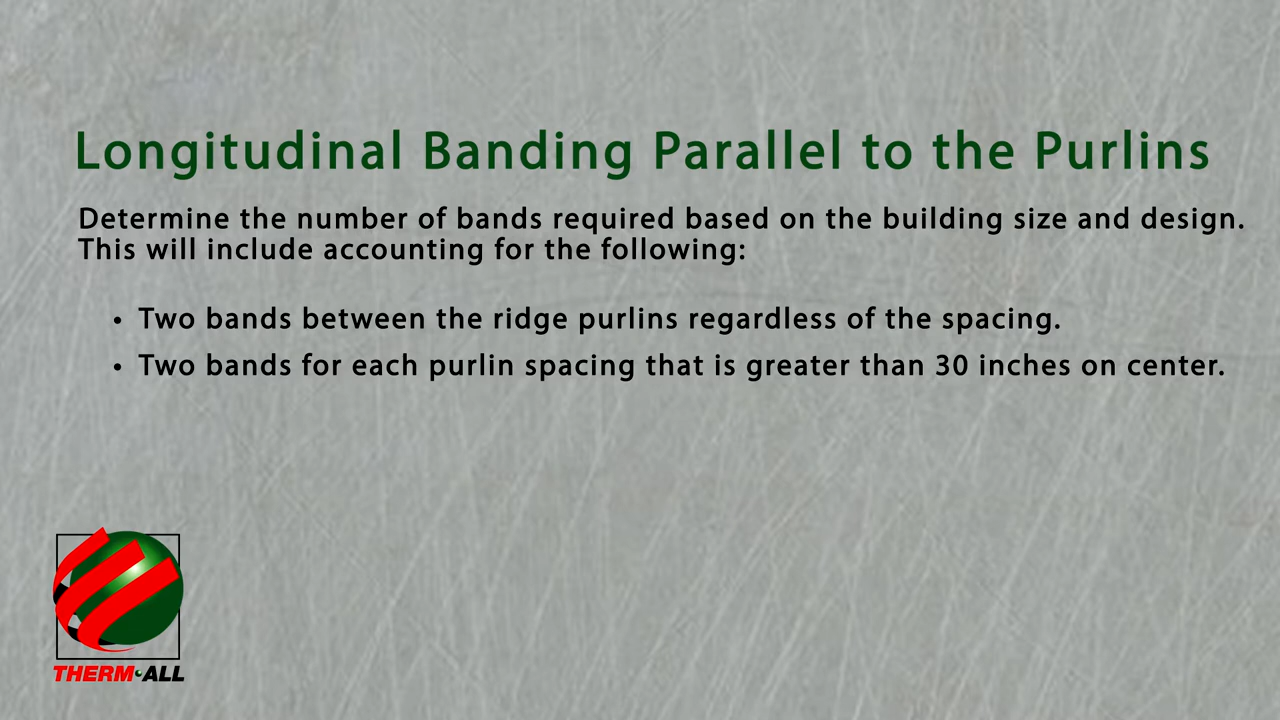 Longitudinal Banding Parallel to the Purlins
Determine the number of bands required based on the building size and design.
This will include accounting for the following:
• Two bands between the ridge purlins regardless of the spacing.
• Two bands for each purlin spacing that is greater than 30 inches on center.
THERM•ALL